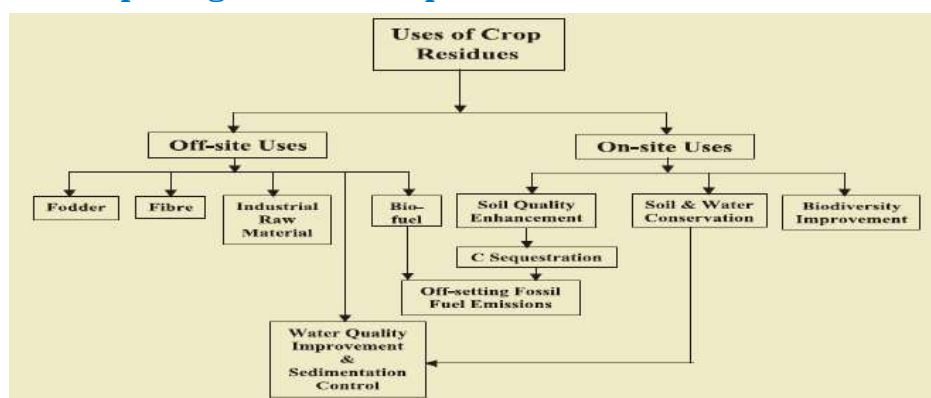 Uses of Crop
Residues
Off-site Uses
On-site Uses
Fodder
Fibre
Industrial
Raw
Material
Bio-
fuel
Soil Quality
Enhancement
Soil & Water
Conservation
Biodiversity
Improvement
C Sequestration
Off-setting Fossil
Fuel Emissions
Water Quality
Improvement
&
Sedimentation
Control